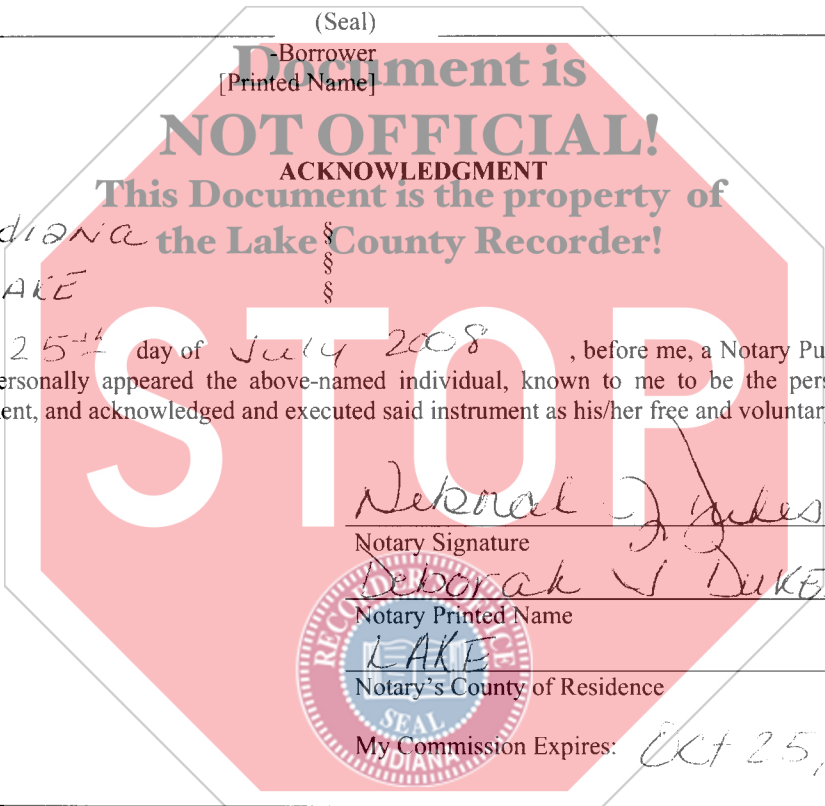 (Seal)
-Borrower
[Printed Name]
Document is
NOT OFFICIAL!
ACKNOWLEDGMENT
This Document is the property of
the Lake County Recorder!
diana §
§
AKE §
25th day of July 2008 , before me, a Notary Pu
ersonally appeared the above-named individual, known to me to be the pers
ent, and acknowledged and executed said instrument as his/her free and voluntar
STOP
Notary Signature
Deborah J DUKE
Notary Printed Name
LAKE
Notary's County of Residence
My Commission Expires: Oct 25,
SEAL
INDIANA